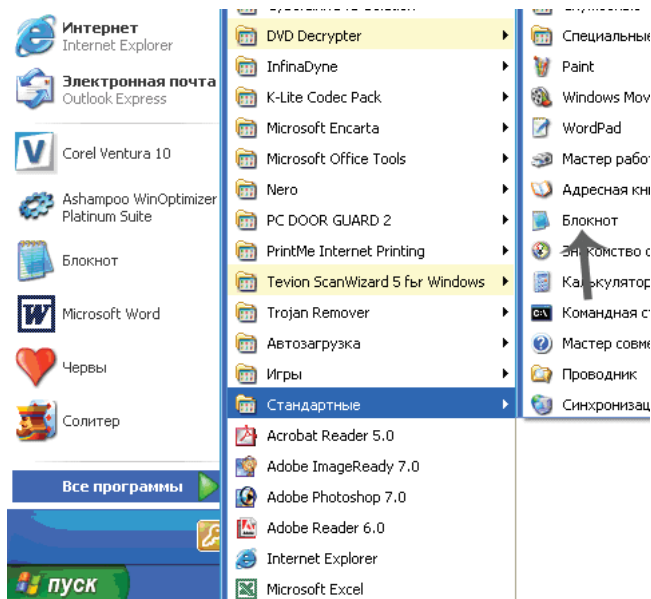 Интернет
Internet Explorer
Электронная почта
Outlook Express
Corel Ventura 10
Ashampoo WinOptimizer
Platinum Suite
Блокнот
Microsoft Word
Червы
Солитер
Все программы
пуск
DVD Decrypter
InfinaDyne
K-Lite Codec Pack
Microsoft Encarta
Microsoft Office Tools
Nero
PC DOOR GUARD 2
PrintMe Internet Printing
Tevion ScanWizard 5 fьr Windows
Trojan Remover
Автозагрузка
Игры
Стандартные
Acrobat Reader 5.0
Adobe ImageReady 7.0
Adobe Photoshop 7.0
Adobe Reader 6.0
Internet Explorer
Microsoft Excel
Специальные
Paint
Windows Mov
WordPad
Мастер работ
Адресная кни
Блокнот
Знакомство с
Калькулятор
Командная ст
Мастер совме
Проводник
Синхронизац